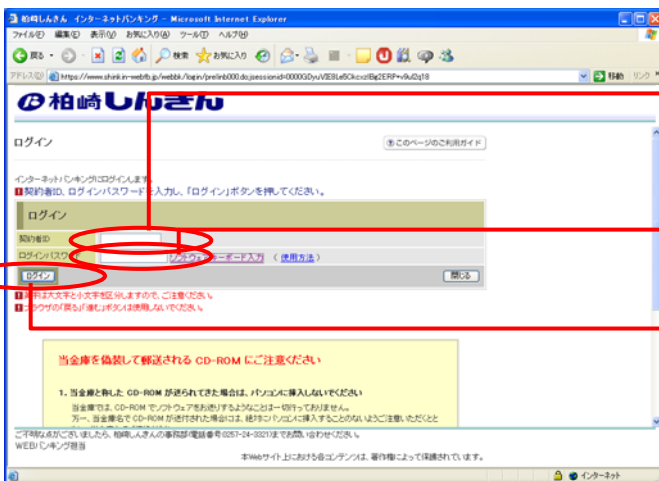 柏崎しんきん インターネットバンキング - Microsoft Internet Explorer
ファイル(F) 編集(E) 表示(V) お気に入り(A) ツール(T) ヘルプ(H)
戻る 検索 お気に入り
アドレス(D) https://www.shinkin-webfb.jp/webbk/login/ 移動 リンク
柏崎しんきん
ログイン
このページのご利用ガイド
インターネットバンキングにログインします。
契約者ID、ログインパスワードを入力し、「ログイン」ボタンを押してください。
ログイン
契約者ID
ログインパスワード ソフトウェアキーボード入力 ( 使用方法 )
ログイン 閉じる
英字は大文字と小文字を区分しますので、ご注意ください。
ブラウザの「戻る」「進む」ボタンは使用しないでください。
当金庫を偽装して郵送される CD-ROM にご注意ください
1. 当金庫と称した CD-ROM が送られてきた場合は、パソコンに挿入しないでください
当金庫では、CD-ROM でソフトウェアをお送りするようなことは一切行っておりません。
万一、当金庫名で CD-ROM が送付された場合には、絶対にパソコンに挿入することのないようご注意いただくとと
ご不明な点がございましたら、柏崎しんきんの事務部(電話番号:0257-24-3321)までお問い合わせください。
WEBバンキング担当
本Webサイト上における各コンテンツは、著作権によって保護されています。
インターネット